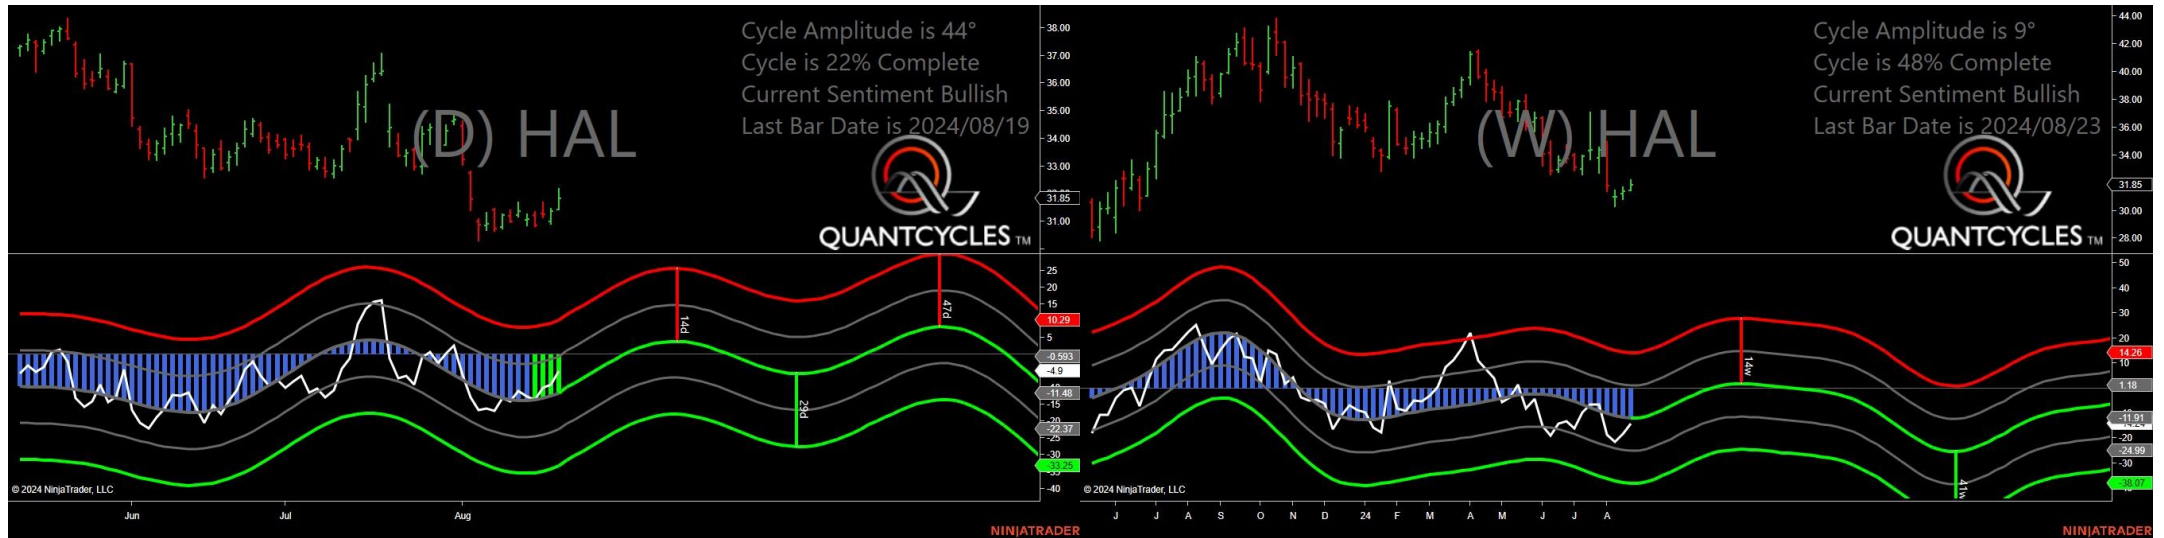 Cycle Amplitude is 44°
Cycle is 22% Complete
Current Sentiment Bullish
Last Bar Date is 2024/08/19
(D) HAL
QUANTCYCLES TM
38.00
37.00
36.00
35.00
34.00
33.00
31.85
31.00
25
20
15
10.29
5
-0.593
-4.9
-11.48
-15
-22.37
-25
-30
-33.25
-40
14d
29d
47d
© 2024 NinjaTrader, LLC
Jun Jul Aug
NINJATRADER
Cycle Amplitude is 9°
Cycle is 48% Complete
Current Sentiment Bullish
Last Bar Date is 2024/08/23
(W) HAL
QUANTCYCLES TM
44.00
42.00
40.00
38.00
36.00
34.00
31.85
30.00
28.00
50
40
30
20
14.26
10
1.18
-11.91
-20
-24.99
-30
-38.07
14w
41w
© 2024 NinjaTrader, LLC
J J A S O N D 24 F M A M J J A
NINJATRADER